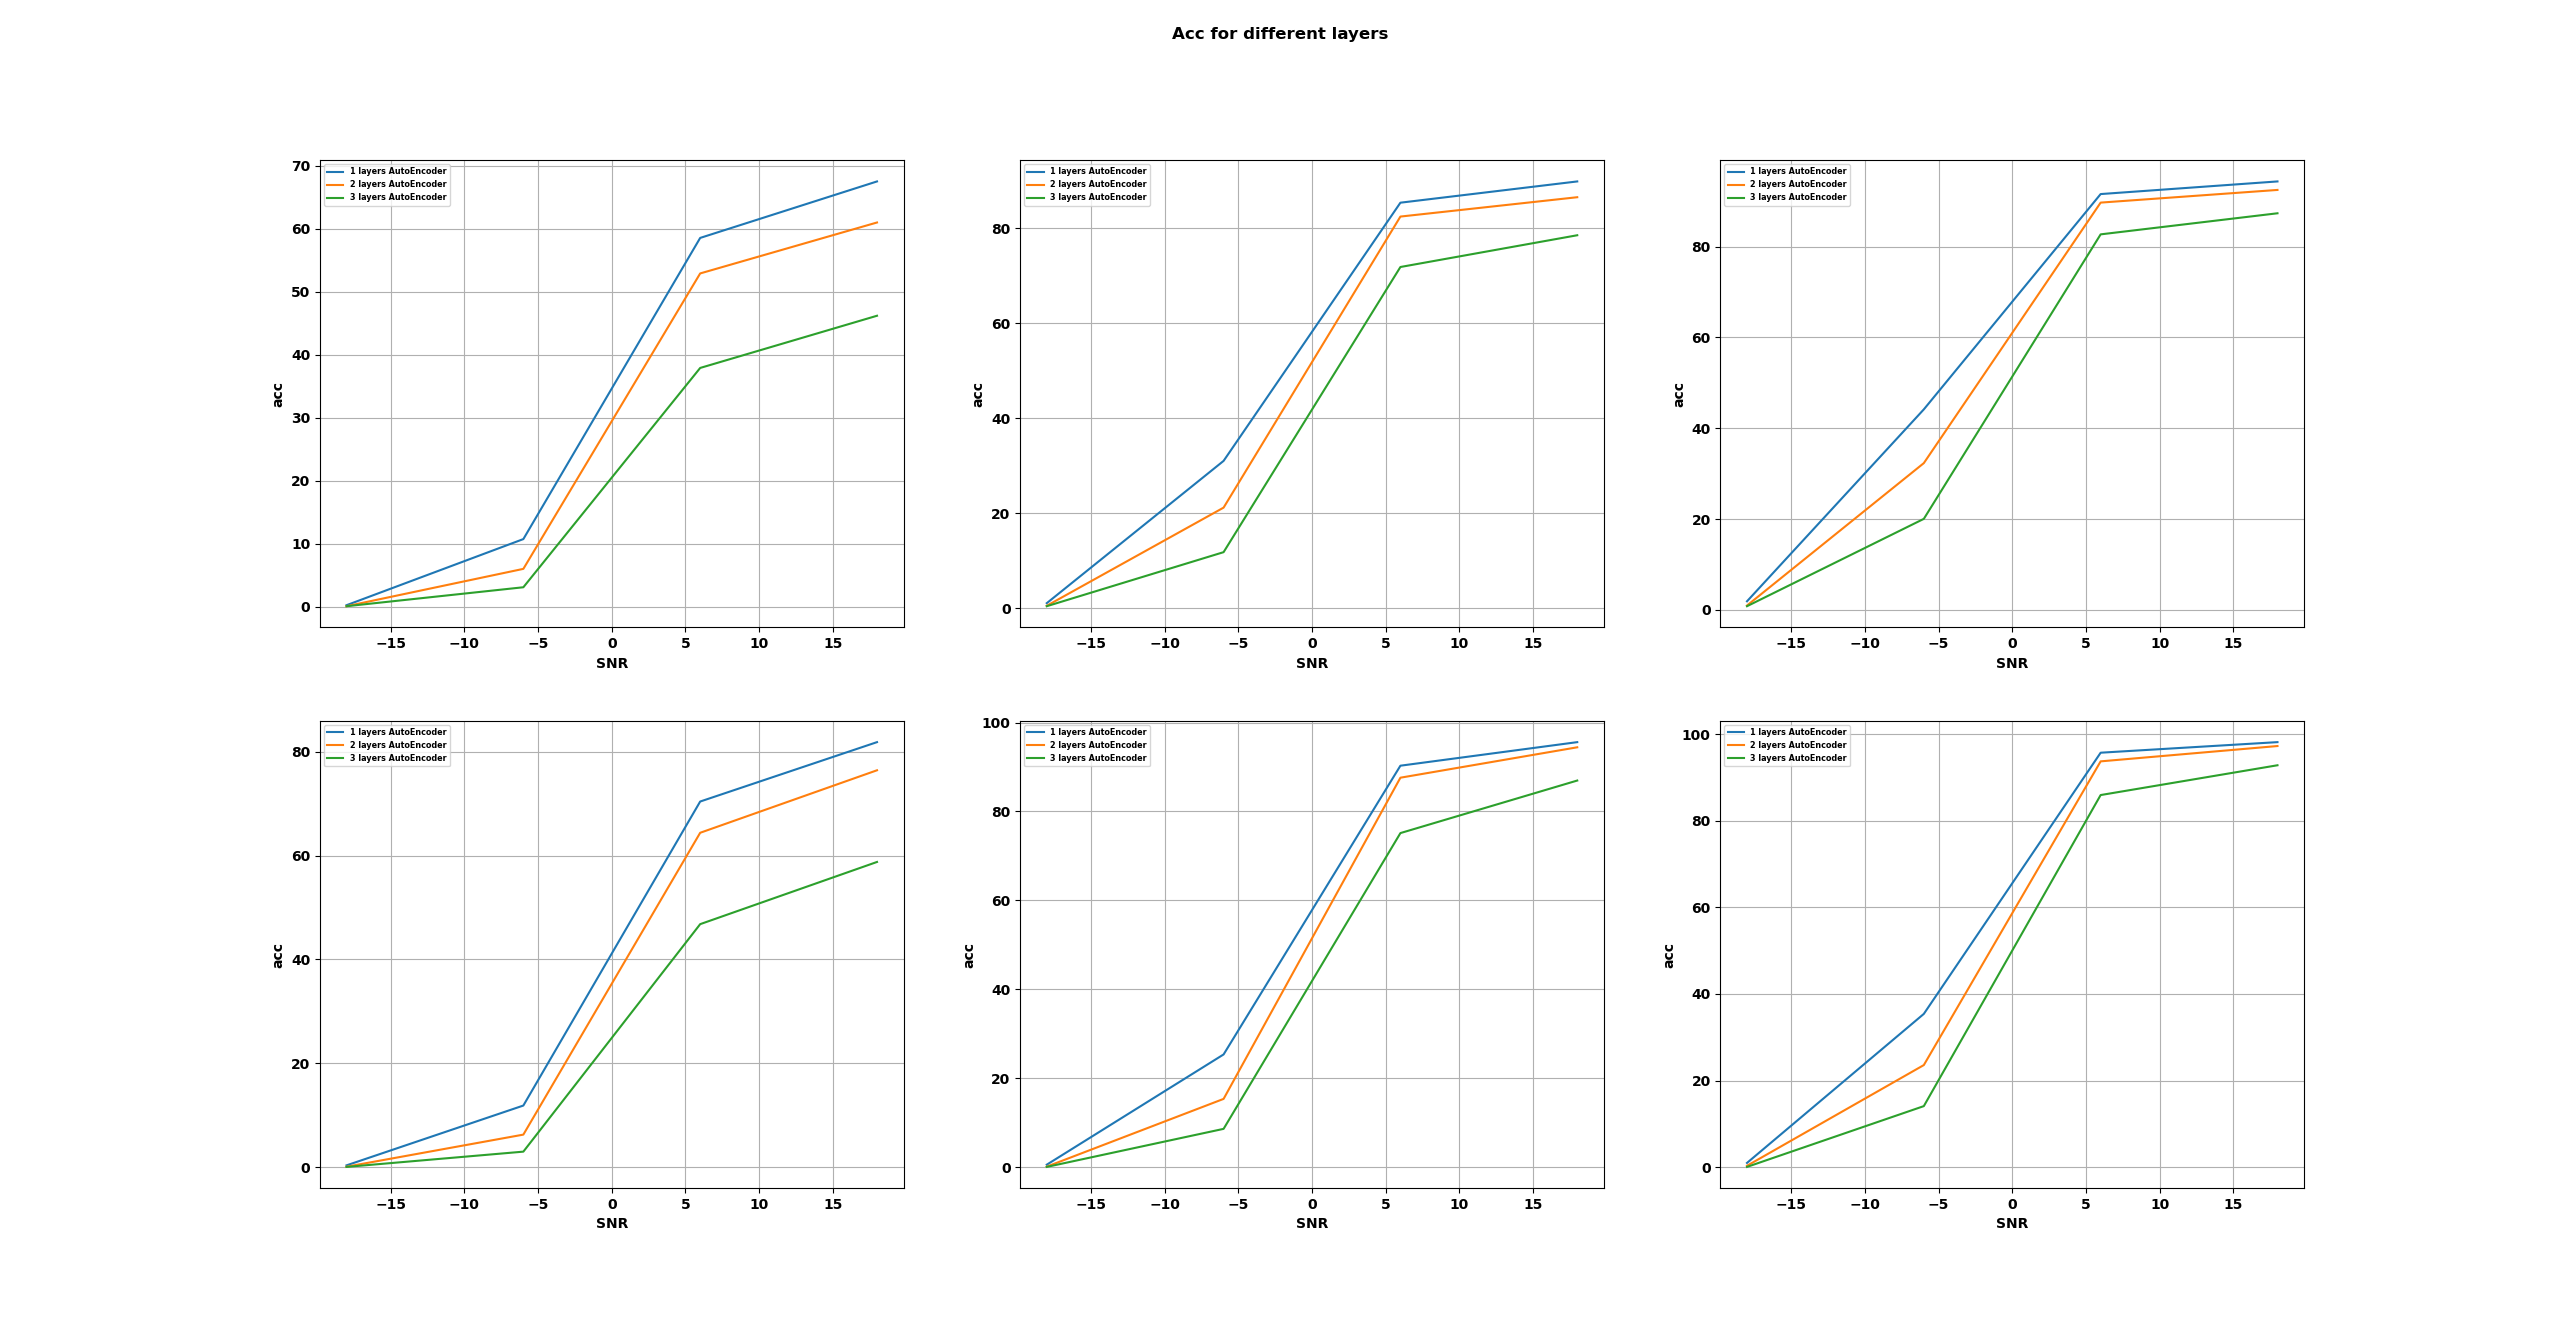 Acc for different layers
1 layers AutoEncoder
2 layers AutoEncoder
3 layers AutoEncoder
70
60
50
40
30
20
10
0
acc
−15 −10 −5 0 5 10 15
SNR
1 layers AutoEncoder
2 layers AutoEncoder
3 layers AutoEncoder
80
60
40
20
0
acc
−15 −10 −5 0 5 10 15
SNR
1 layers AutoEncoder
2 layers AutoEncoder
3 layers AutoEncoder
80
60
40
20
0
acc
−15 −10 −5 0 5 10 15
SNR
1 layers AutoEncoder
2 layers AutoEncoder
3 layers AutoEncoder
80
60
40
20
0
acc
−15 −10 −5 0 5 10 15
SNR
1 layers AutoEncoder
2 layers AutoEncoder
3 layers AutoEncoder
100
80
60
40
20
0
acc
−15 −10 −5 0 5 10 15
SNR
1 layers AutoEncoder
2 layers AutoEncoder
3 layers AutoEncoder
100
80
60
40
20
0
acc
−15 −10 −5 0 5 10 15
SNR